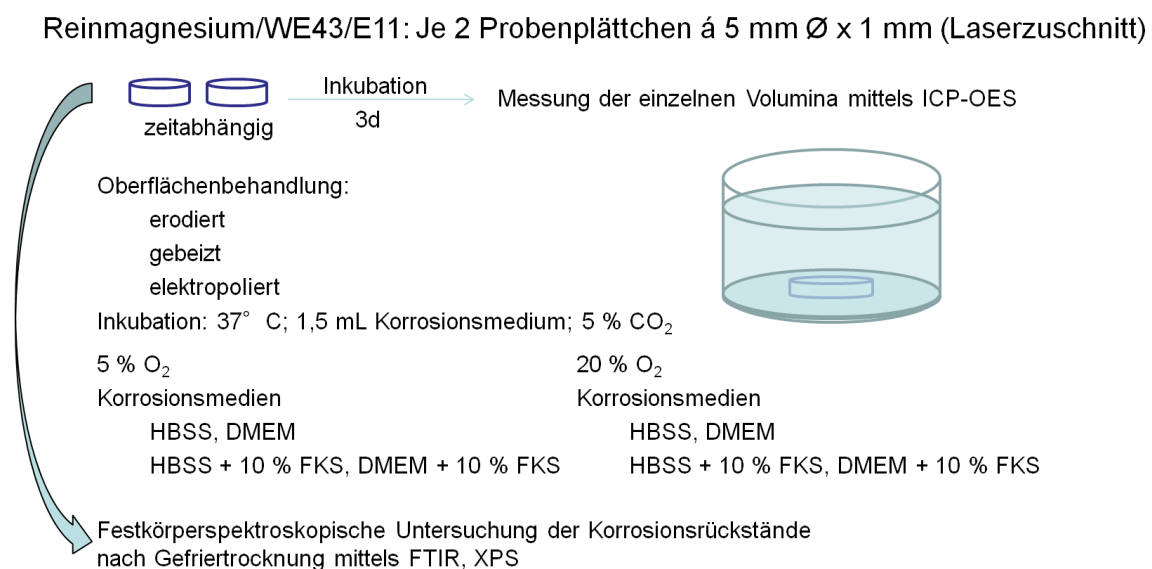 Reinmagnesium/WE43/E11: Je 2 Probenplättchen á 5 mm Ø x 1 mm (Laserzuschnitt)
Inkubation
3d
Messung der einzelnen Volumina mittels ICP-OES
zeitabhängig
Oberflächenbehandlung:
erodiert
gebeizt
elektropoliert
Inkubation: 37° C; 1,5 mL Korrosionsmedium; 5 % CO₂
5 % O₂
Korrosionsmedien
HBSS, DMEM
HBSS + 10 % FKS, DMEM + 10 % FKS
20 % O₂
Korrosionsmedien
HBSS, DMEM
HBSS + 10 % FKS, DMEM + 10 % FKS
Festkörperspektroskopische Untersuchung der Korrosionsrückstände
nach Gefriertrocknung mittels FTIR, XPS